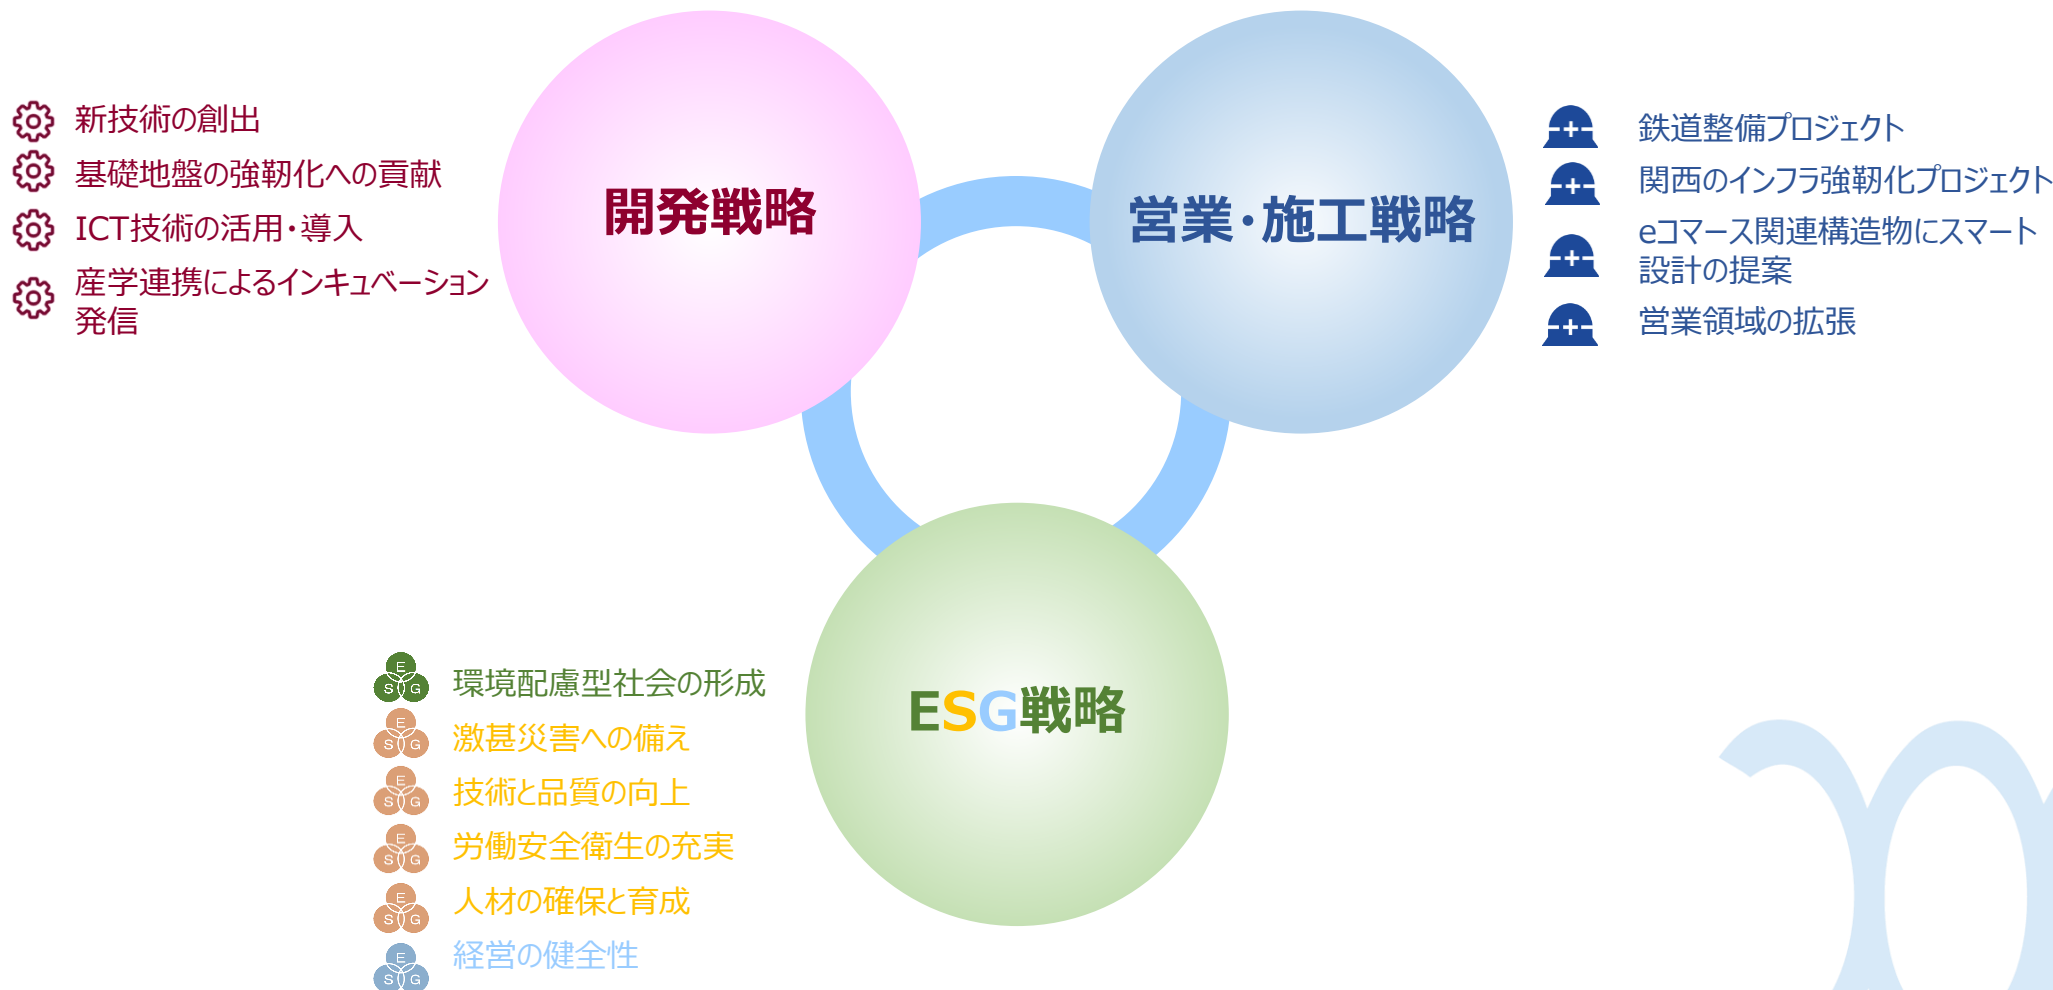 開発戦略
新技術の創出
基礎地盤の強靭化への貢献
ICT技術の活用・導入
産学連携によるインキュベーション
発信
営業・施工戦略
鉄道整備プロジェクト
関西のインフラ強靭化プロジェクト
eコマース関連構造物にスマート
設計の提案
営業領域の拡張
ESG戦略
E
S G
環境配慮型社会の形成
E
S G
激甚災害への備え
E
S G
技術と品質の向上
E
S G
労働安全衛生の充実
E
S G
人材の確保と育成
E
S G
経営の健全性